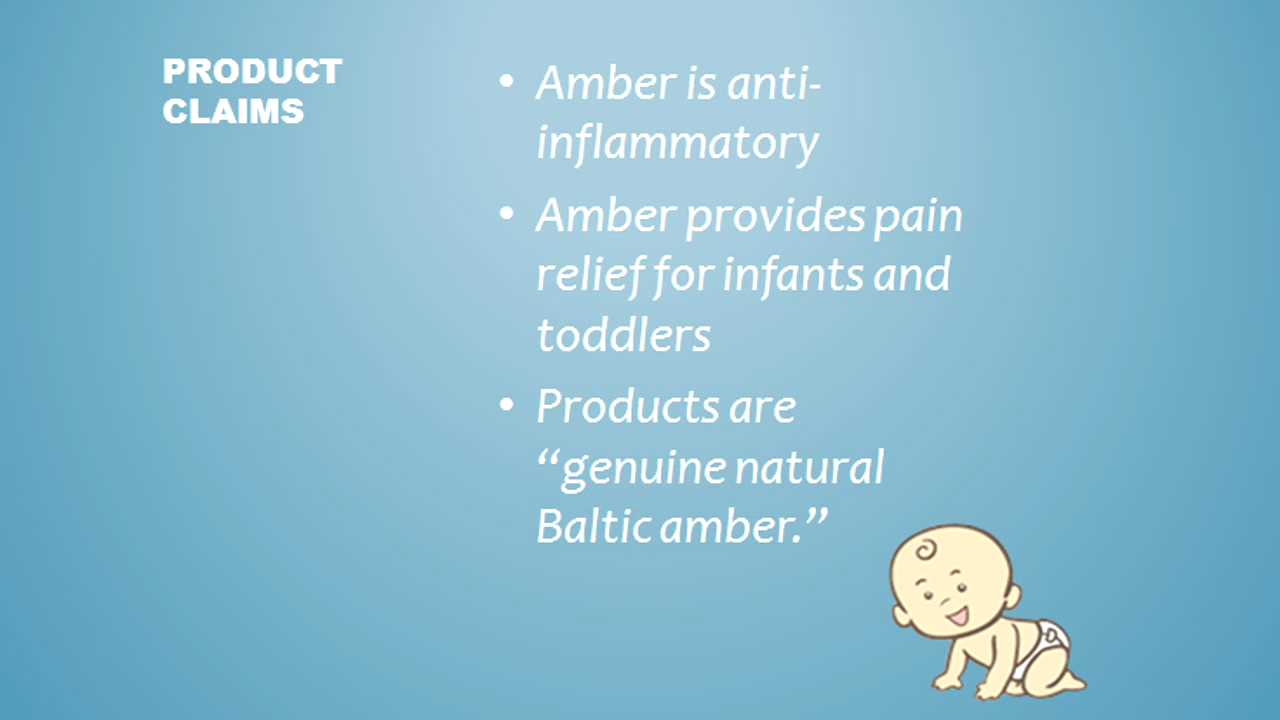 PRODUCT
CLAIMS
• Amber is anti-
inflammatory
• Amber provides pain
relief for infants and
toddlers
• Products are
“genuine natural
Baltic amber.”